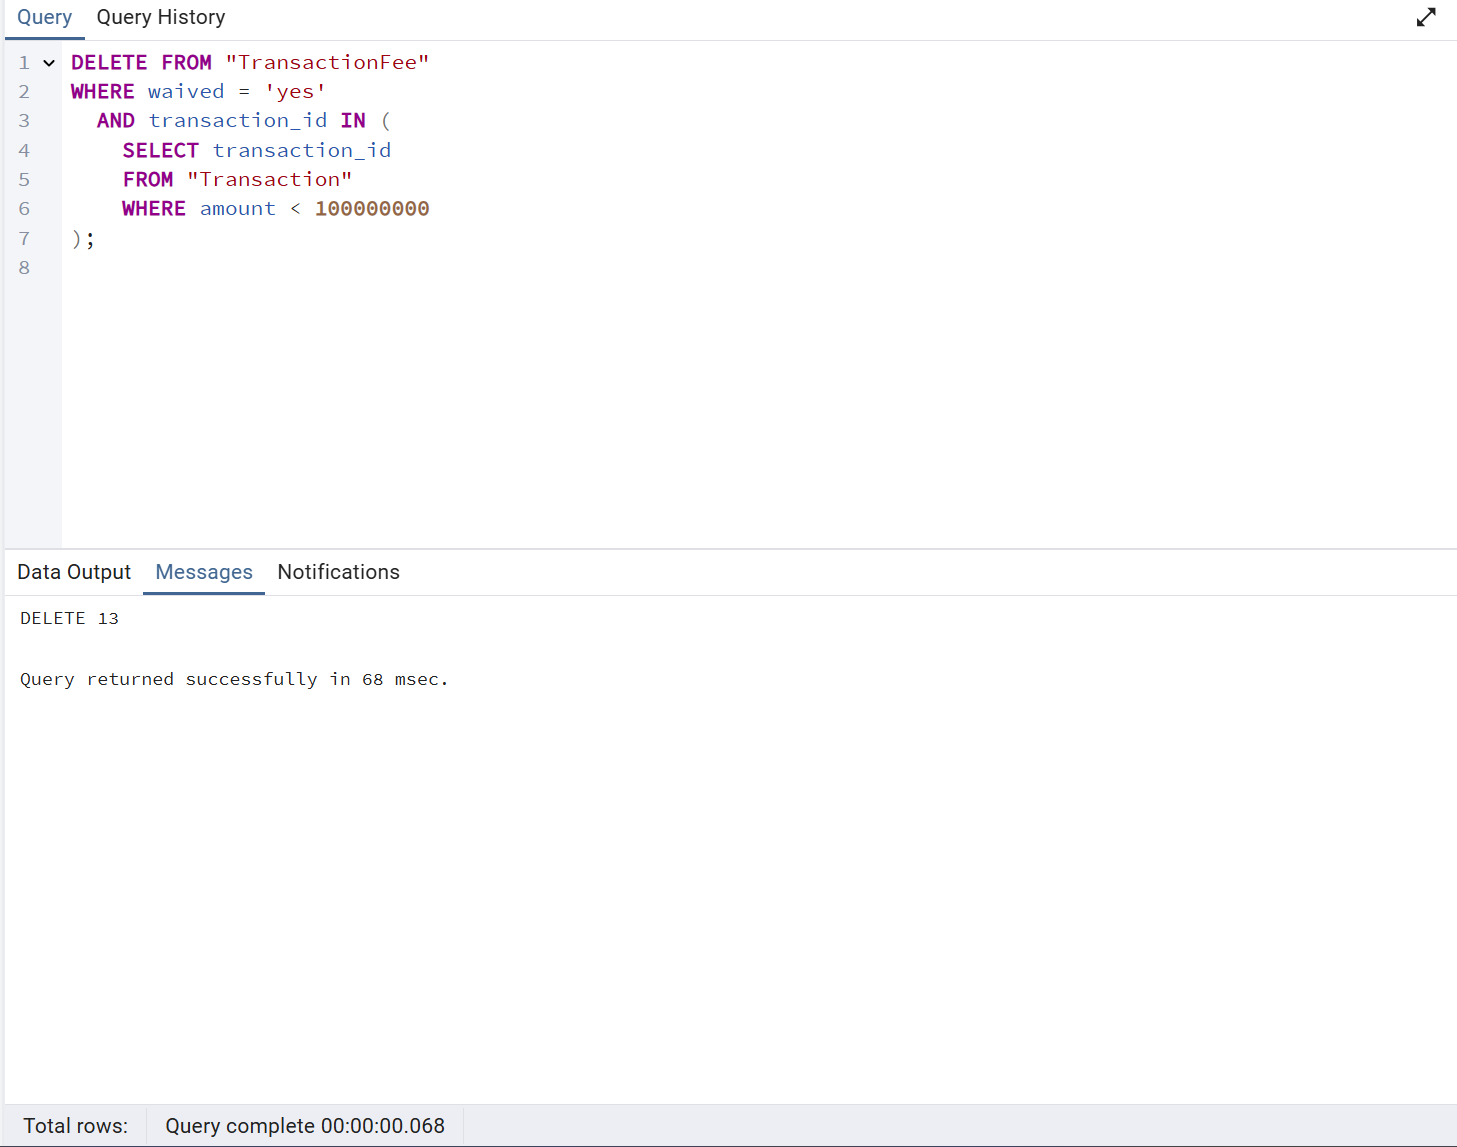 Query Query History
1 DELETE FROM "TransactionFee"
2 WHERE waived = 'yes'
3 AND transaction_id IN (
4 SELECT transaction_id
5 FROM "Transaction"
6 WHERE amount < 100000000
7 );
8
Data Output Messages Notifications
DELETE 13
Query returned successfully in 68 msec.
Total rows: Query complete 00:00:00.068